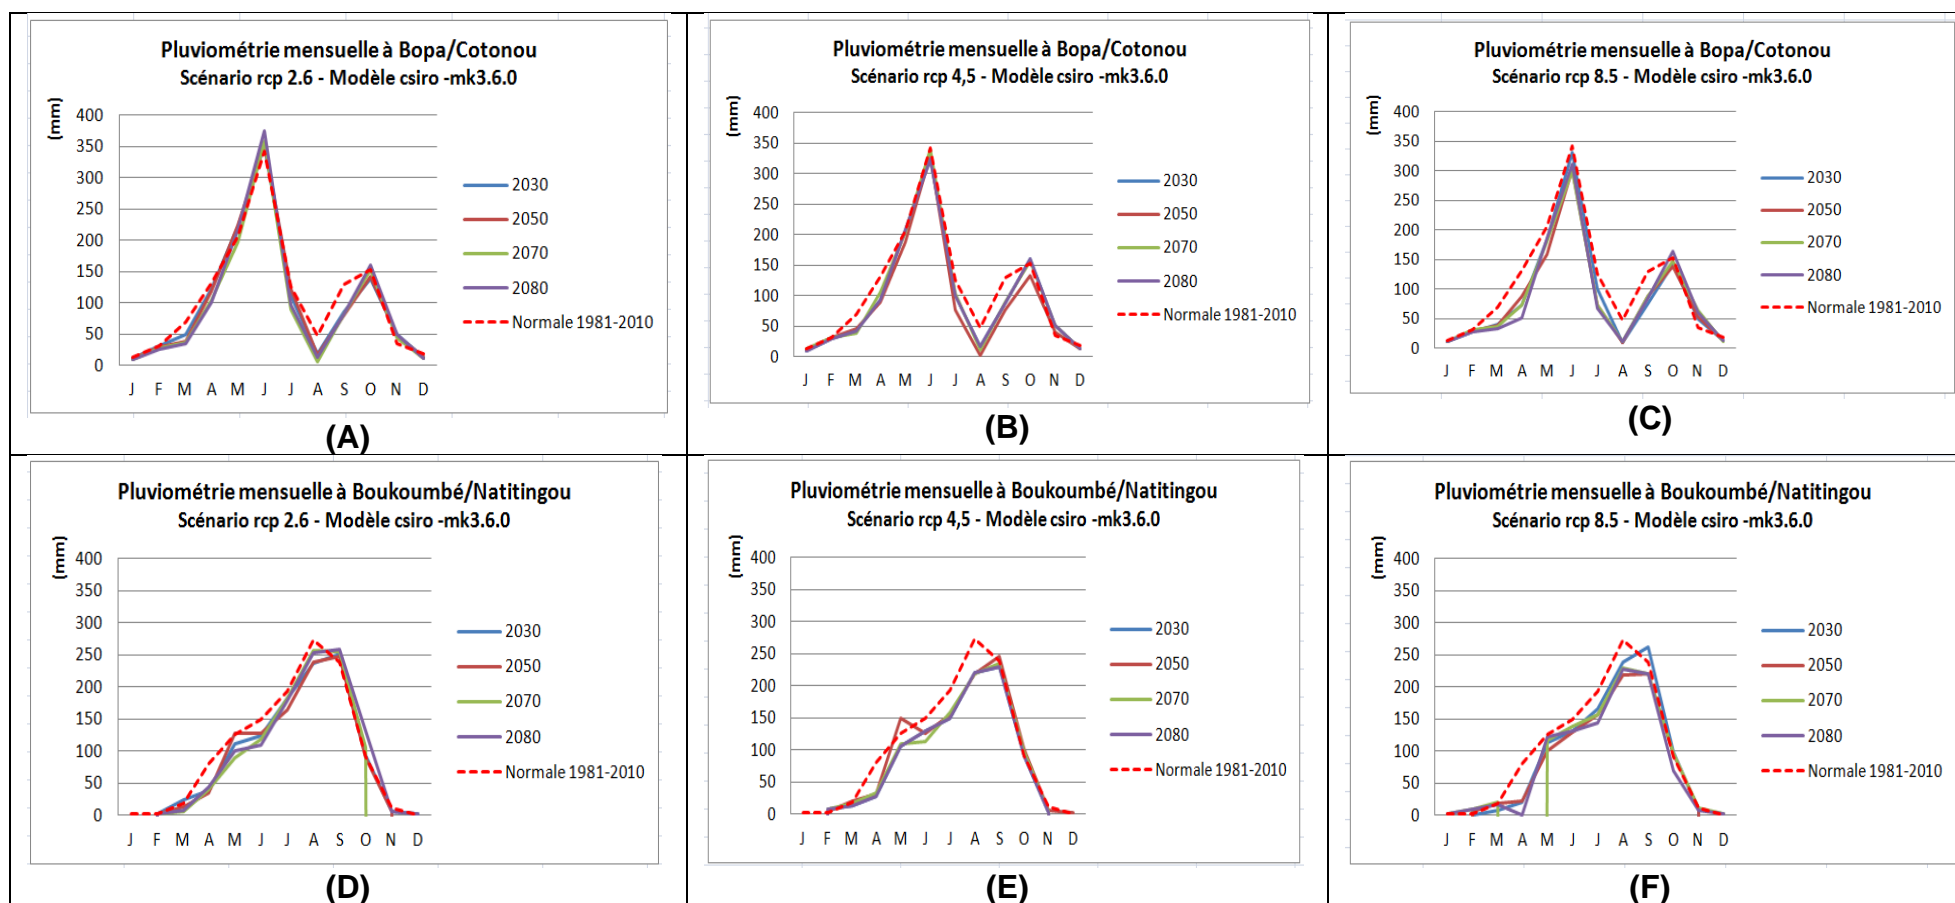 Pluviométrie mensuelle à Bopa/Cotonou
Scénario rcp 2.6 - Modèle csiro -mk3.6.0
(mm)
400
350
300
250
200
150
100
50
0
J F M A M J J A S O N D
2030
2050
2070
2080
Normale 1981-2010
(A)
Pluviométrie mensuelle à Bopa/Cotonou
Scénario rcp 4,5 - Modèle csiro -mk3.6.0
(mm)
400
350
300
250
200
150
100
50
0
J F M A M J J A S O N D
2030
2050
2070
2080
Normale 1981-2010
(B)
Pluviométrie mensuelle à Bopa/Cotonou
Scénario rcp 8.5 - Modèle csiro -mk3.6.0
(mm)
400
350
300
250
200
150
100
50
0
J F M A M J J A S O N D
2030
2050
2070
2080
Normale 1981-2010
(C)
Pluviométrie mensuelle à Boukoumbé/Natitingou
Scénario rcp 2.6 - Modèle csiro -mk3.6.0
(mm)
400
350
300
250
200
150
100
50
0
J F M A M J J A S O N D
2030
2050
2070
2080
Normale 1981-2010
(D)
Pluviométrie mensuelle à Boukoumbé/Natitingou
Scénario rcp 4,5 - Modèle csiro -mk3.6.0
(mm)
400
350
300
250
200
150
100
50
0
J F M A M J J A S O N D
2030
2050
2070
2080
Normale 1981-2010
(E)
Pluviométrie mensuelle à Boukoumbé/Natitingou
Scénario rcp 8.5 - Modèle csiro -mk3.6.0
(mm)
400
350
300
250
200
150
100
50
0
J F M A M J J A S O N D
2030
2050
2070
2080
Normale 1981-2010
(F)